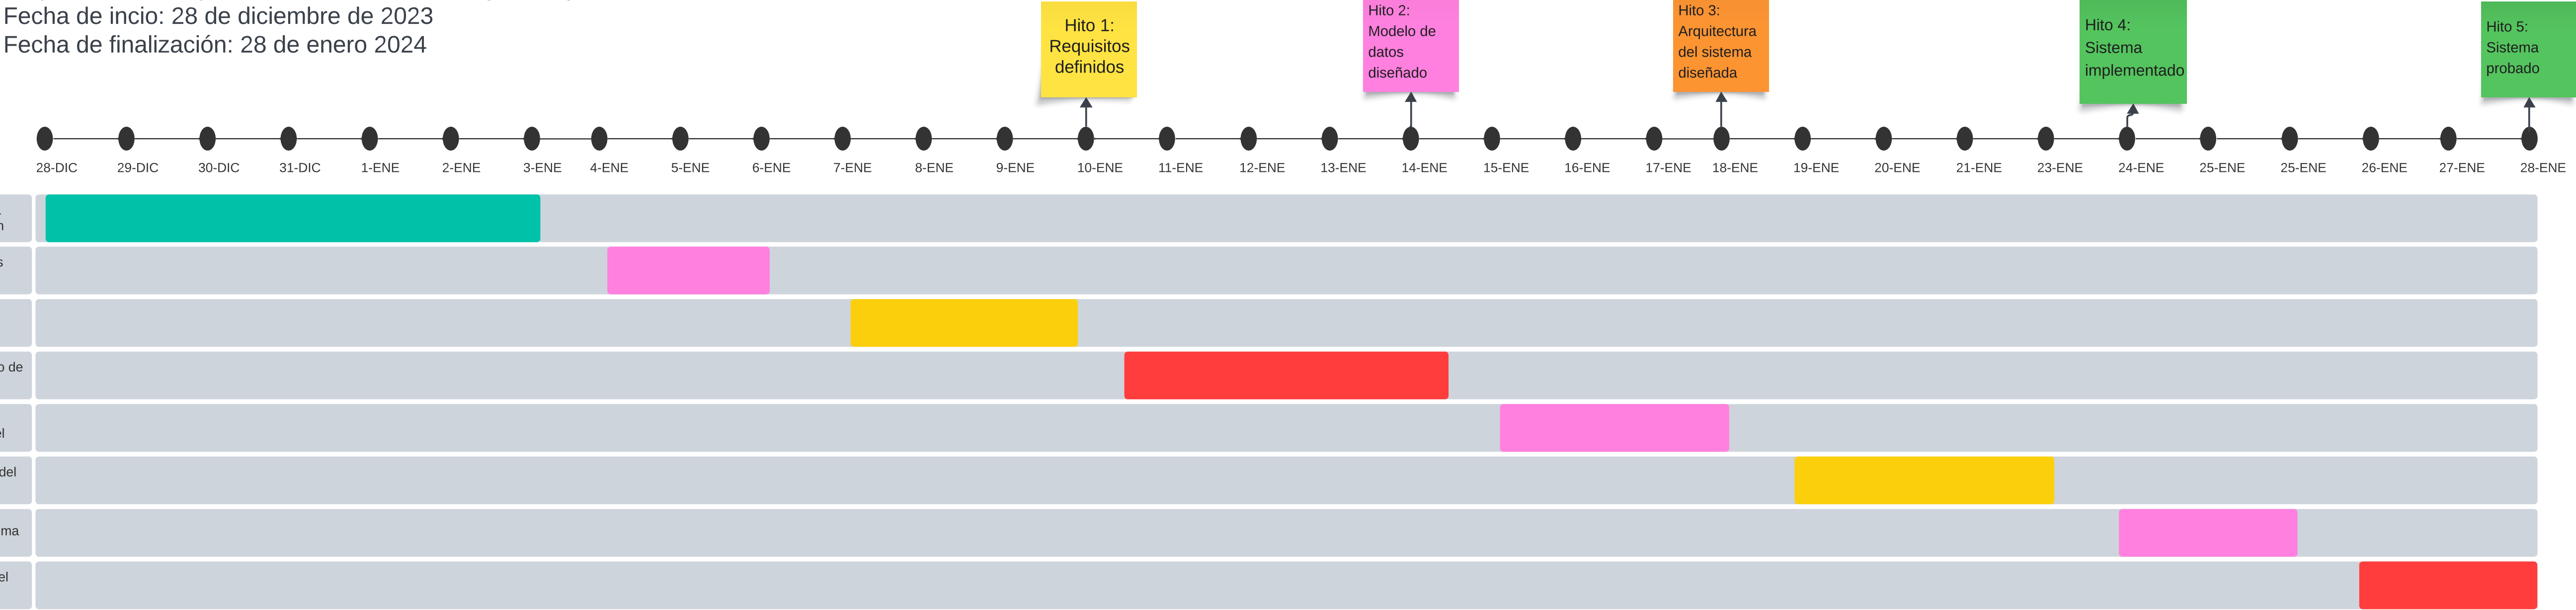 Fecha de incio: 28 de diciembre de 2023
Fecha de finalización: 28 de enero 2024
Hito 1:
Requisitos
definidos
Hito 2:
Modelo de
datos
diseñado
Hito 3:
Arquitectura
del sistema
diseñada
Hito 4:
Sistema
implementado
Hito 5:
Sistema
probado
28-DIC 29-DIC 30-DIC 31-DIC 1-ENE 2-ENE 3-ENE 4-ENE 5-ENE 6-ENE 7-ENE 8-ENE 9-ENE 10-ENE 11-ENE 12-ENE 13-ENE 14-ENE 15-ENE 16-ENE 17-ENE 18-ENE 19-ENE 20-ENE 21-ENE 23-ENE 24-ENE 25-ENE 25-ENE 26-ENE 27-ENE 28-ENE
de
del